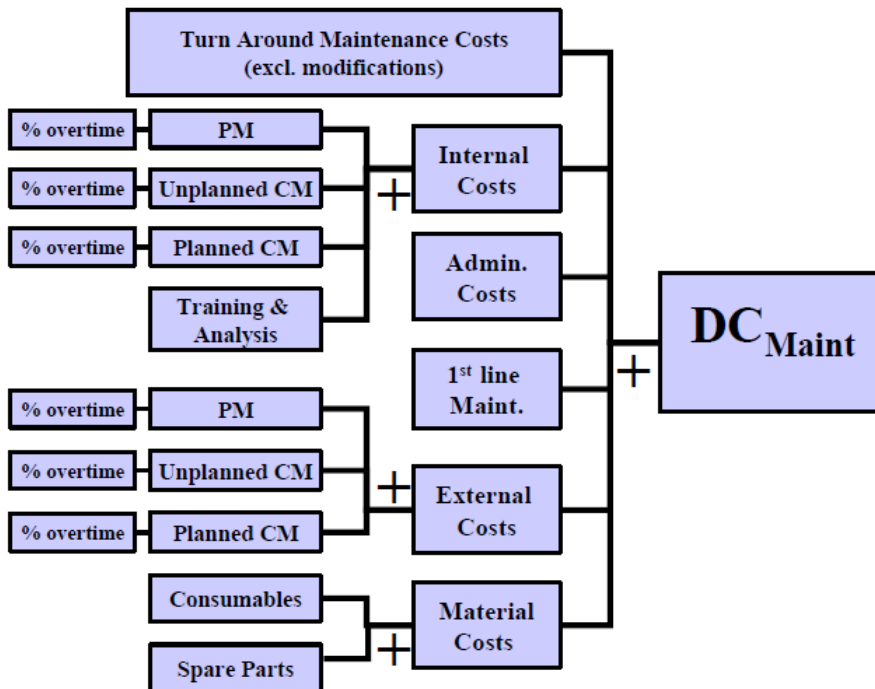 Turn Around Maintenance Costs
(excl. modifications)
% overtime
PM
% overtime
Unplanned CM
% overtime
Planned CM
Training &
Analysis
+
Internal
Costs
Admin.
Costs
1st line
Maint.
% overtime
PM
% overtime
Unplanned CM
% overtime
Planned CM
+
External
Costs
Consumables
Spare Parts
+
Material
Costs
+
DCMaint